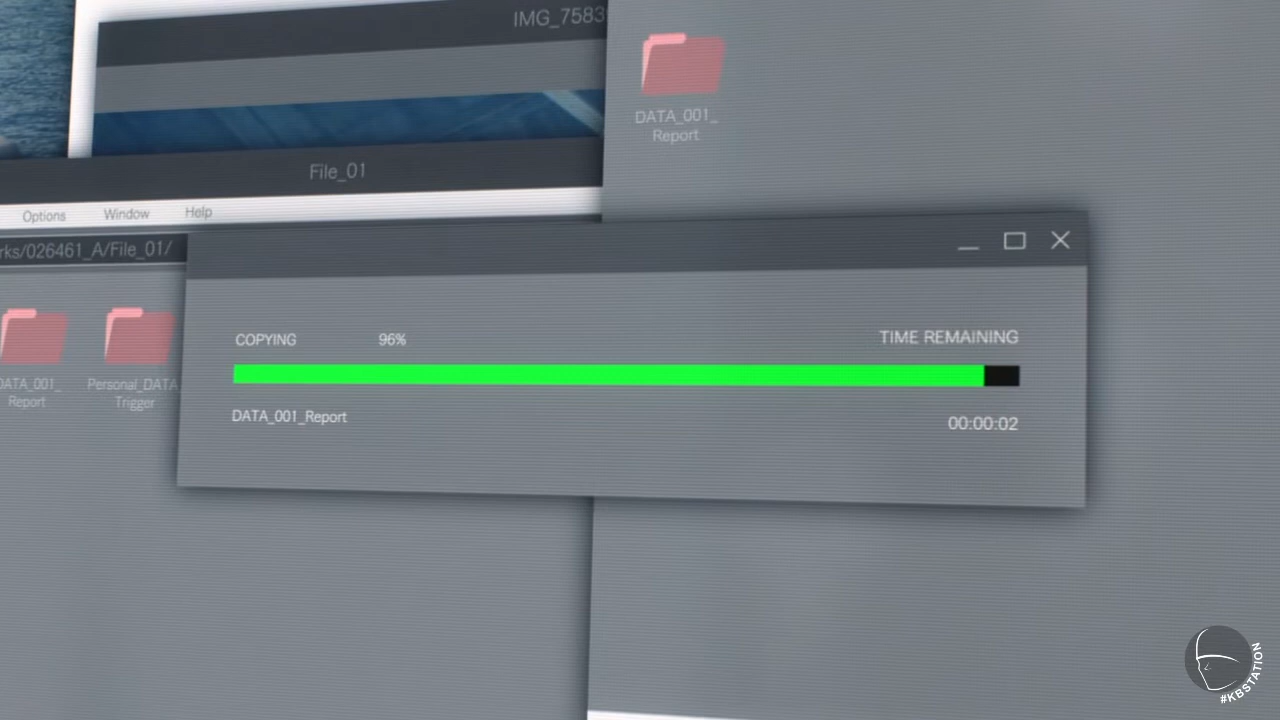 IMG_7583
DATA_001_
Report
File_01
Options Window Help
rks/026461_A/File_01/
DATA_001_
Report
Personal_DATA
Trigger
COPYING 96% TIME REMAINING
DATA_001_Report
00:00:02
#KBSTATION